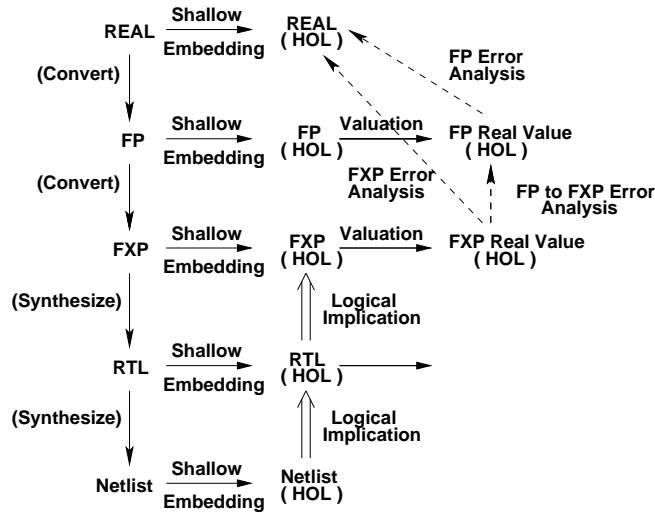 REAL
Shallow
Embedding
REAL
( HOL )
(Convert)
FP Error
Analysis
FP
Shallow
Embedding
FP
( HOL )
Valuation
FP Real Value
( HOL )
(Convert)
FXP Error
Analysis
FP to FXP Error
Analysis
FXP
Shallow
Embedding
FXP
( HOL )
Valuation
FXP Real Value
( HOL )
(Synthesize)
Logical
Implication
RTL
Shallow
Embedding
RTL
( HOL )
(Synthesize)
Logical
Implication
Netlist
Shallow
Embedding
Netlist
( HOL )